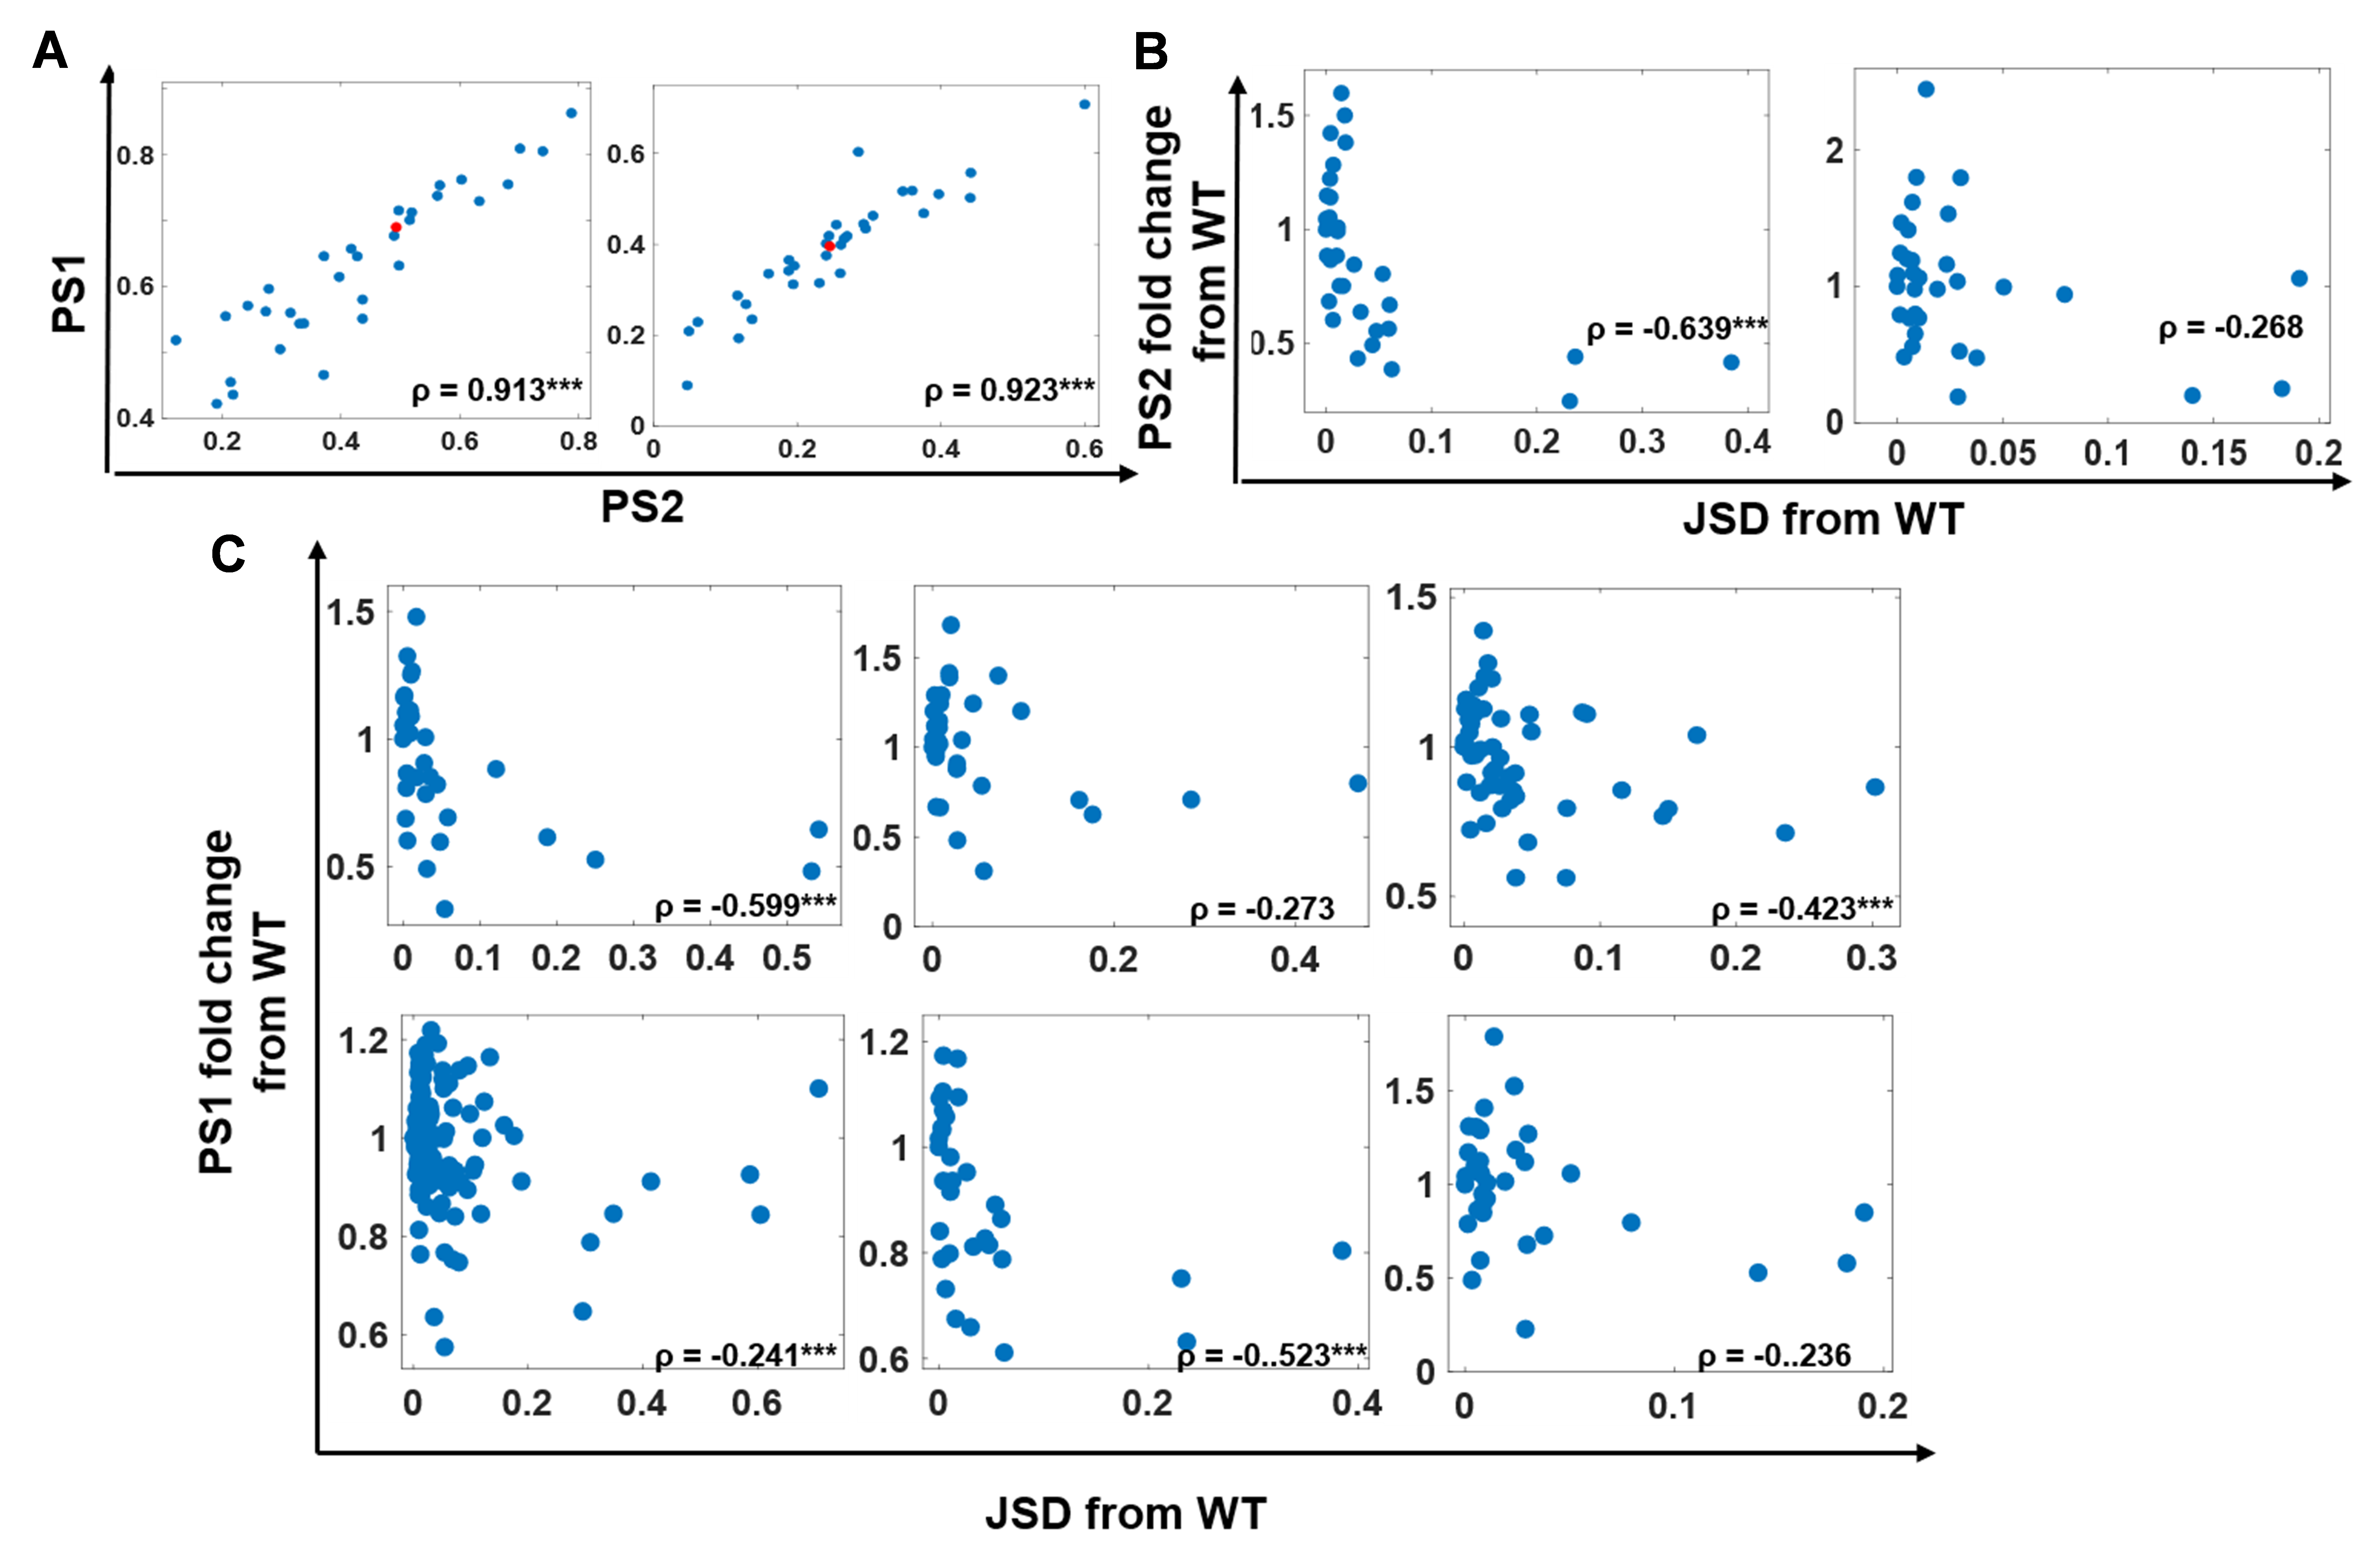 A
B
PS1
0.8
0.6
0.4
0.2 0.4 0.6 0.8
ρ = 0.913***
0.6
0.4
0.2
0
0 0.2 0.4 0.6
ρ = 0.923***
PS2
PS2 fold change
from WT
1.5
1
0.5
0 0.1 0.2 0.3 0.4
ρ = -0.639***
2
1
0
0 0.05 0.1 0.15 0.2
ρ = -0.268
JSD from WT
C
PS1 fold change
from WT
1.5
1
0.5
0 0.1 0.2 0.3 0.4 0.5
ρ = -0.599***
1.5
1
0.5
0
0 0.2 0.4
ρ = -0.273
1.5
1
0.5
0 0.1 0.2 0.3
ρ = -0.423***
1.2
1
0.8
0.6
0 0.2 0.4 0.6
ρ = -0.241***
1.2
1
0.8
0.6
0 0.2 0.4
ρ = -0..523***
1.5
1
0.5
0
0 0.1 0.2
ρ = -0..236
JSD from WT